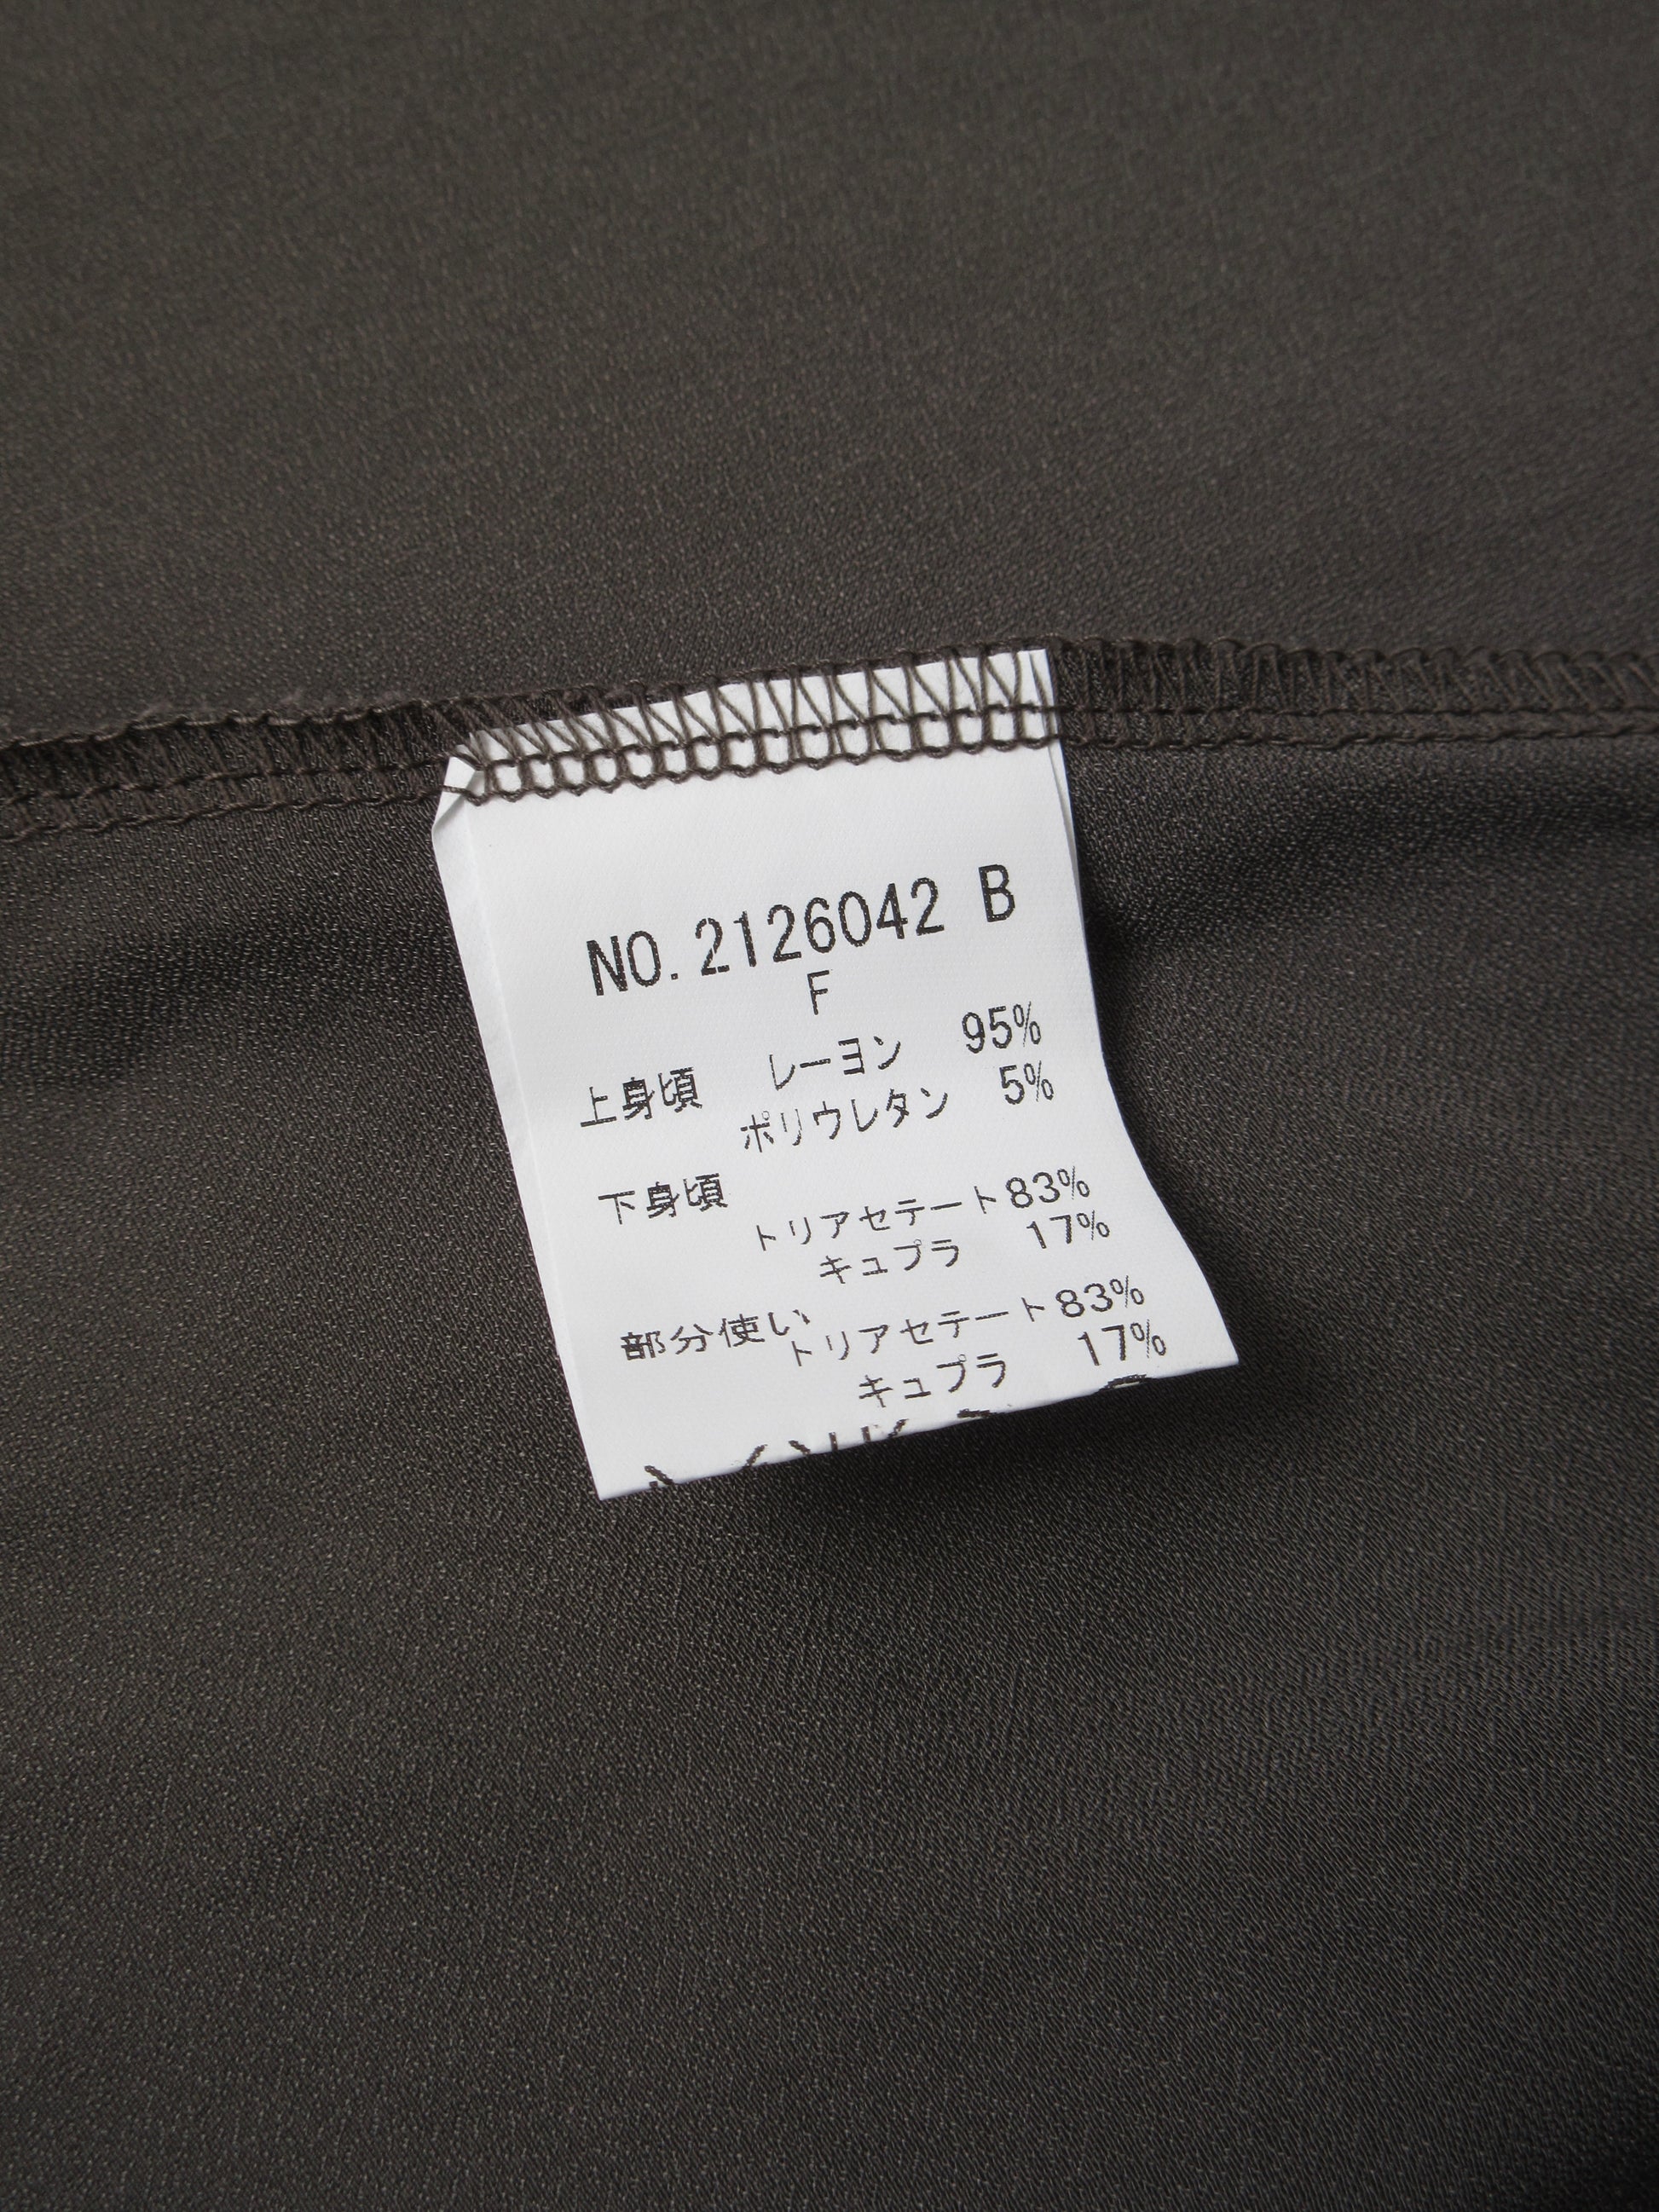 NO.2126042 B
F
上身頃 レーヨン 95%
ポリウレタン 5%
下身頃
トリアセテート83%
キュプラ 17%
部分使い
トリアセテート83%
キュプラ 17%